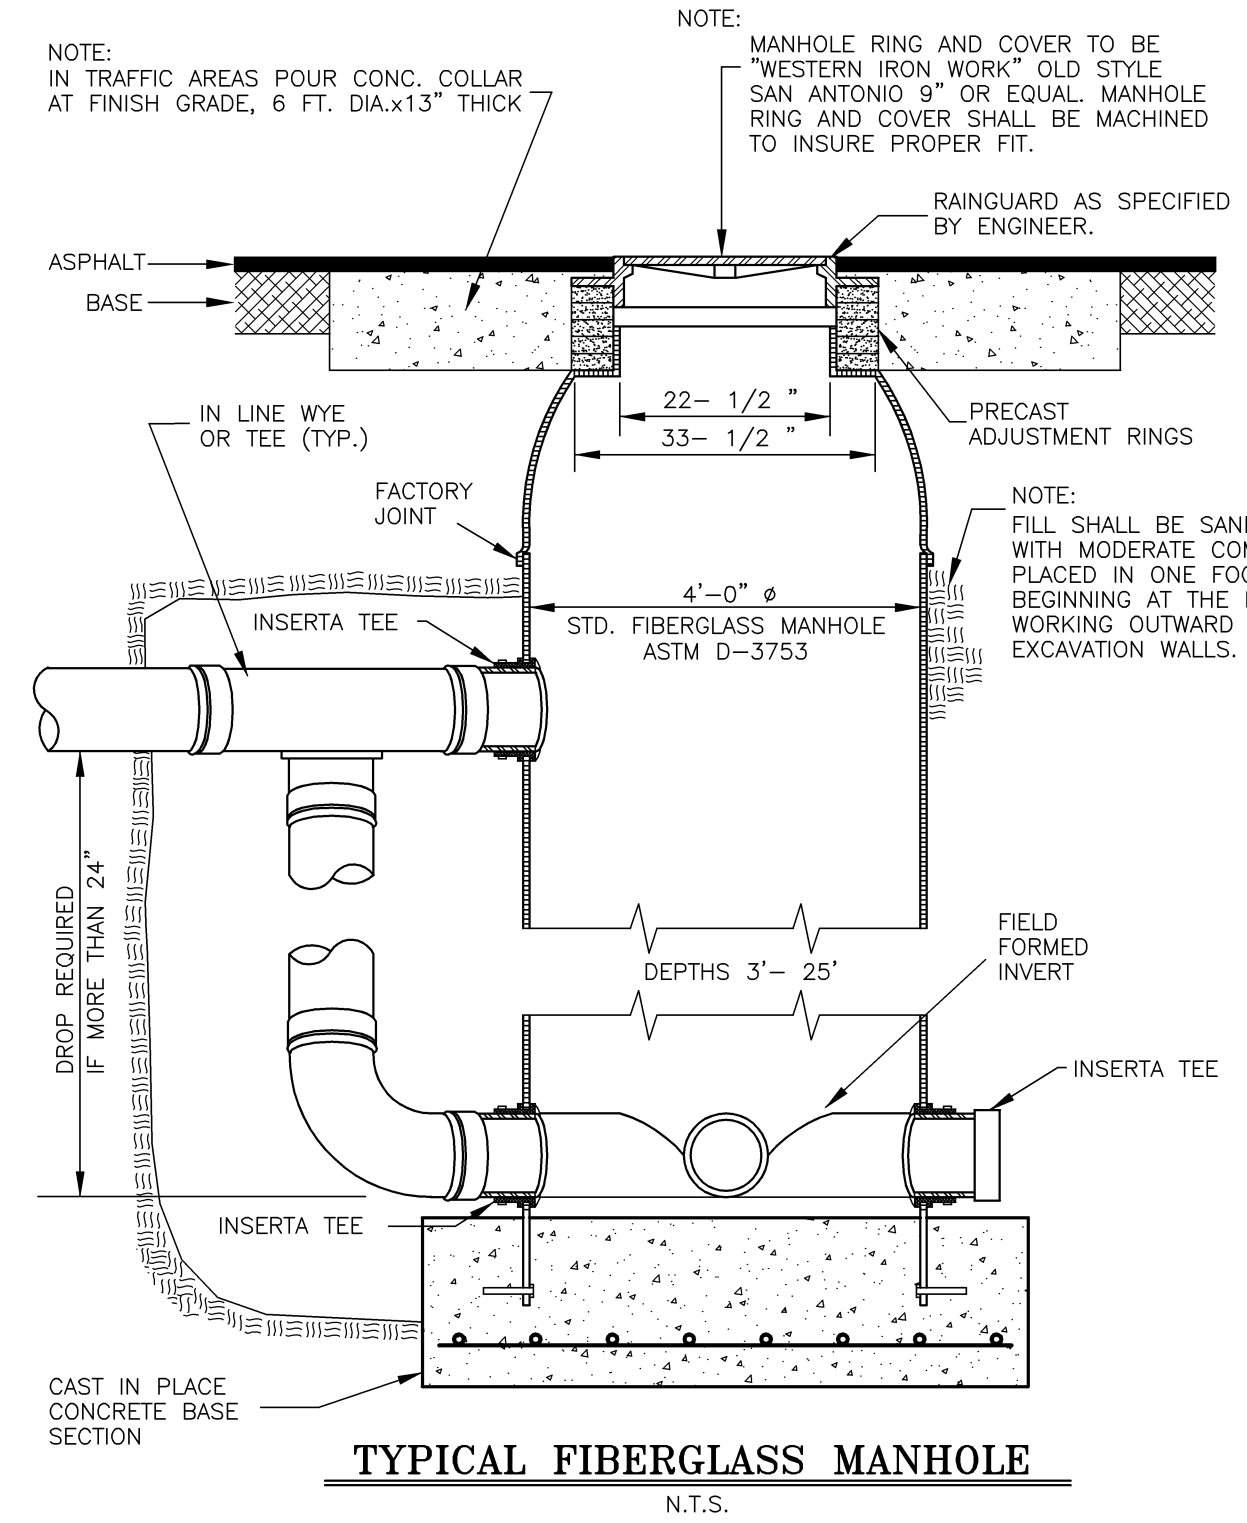 NOTE:
MANHOLE RING AND COVER TO BE
"WESTERN IRON WORK" OLD STYLE
SAN ANTONIO 9" OR EQUAL. MANHOLE
RING AND COVER SHALL BE MACHINED
TO INSURE PROPER FIT.
NOTE:
IN TRAFFIC AREAS POUR CONC. COLLAR
AT FINISH GRADE, 6 FT. DIA.x13" THICK
RAINGUARD AS SPECIFIED
BY ENGINEER.
ASPHALT
BASE
22- 1/2 "
33- 1/2 "
IN LINE WYE
OR TEE (TYP.)
PRECAST
ADJUSTMENT RINGS
FACTORY
JOINT
NOTE:
FILL SHALL BE
WITH MODERATE
PLACED IN ONE
BEGINNING AT THE
WORKING OUTWARD
EXCAVATION WALLS.
4'-0" ø
STD. FIBERGLASS MANHOLE
ASTM D-3753
INSERTA TEE
DROP REQUIRED
IF MORE THAN 24"
DEPTHS 3'- 25'
FIELD
FORMED
INVERT
INSERTA TEE
INSERTA TEE
CAST IN PLACE
CONCRETE BASE
SECTION
TYPICAL FIBERGLASS MANHOLE
N.T.S.